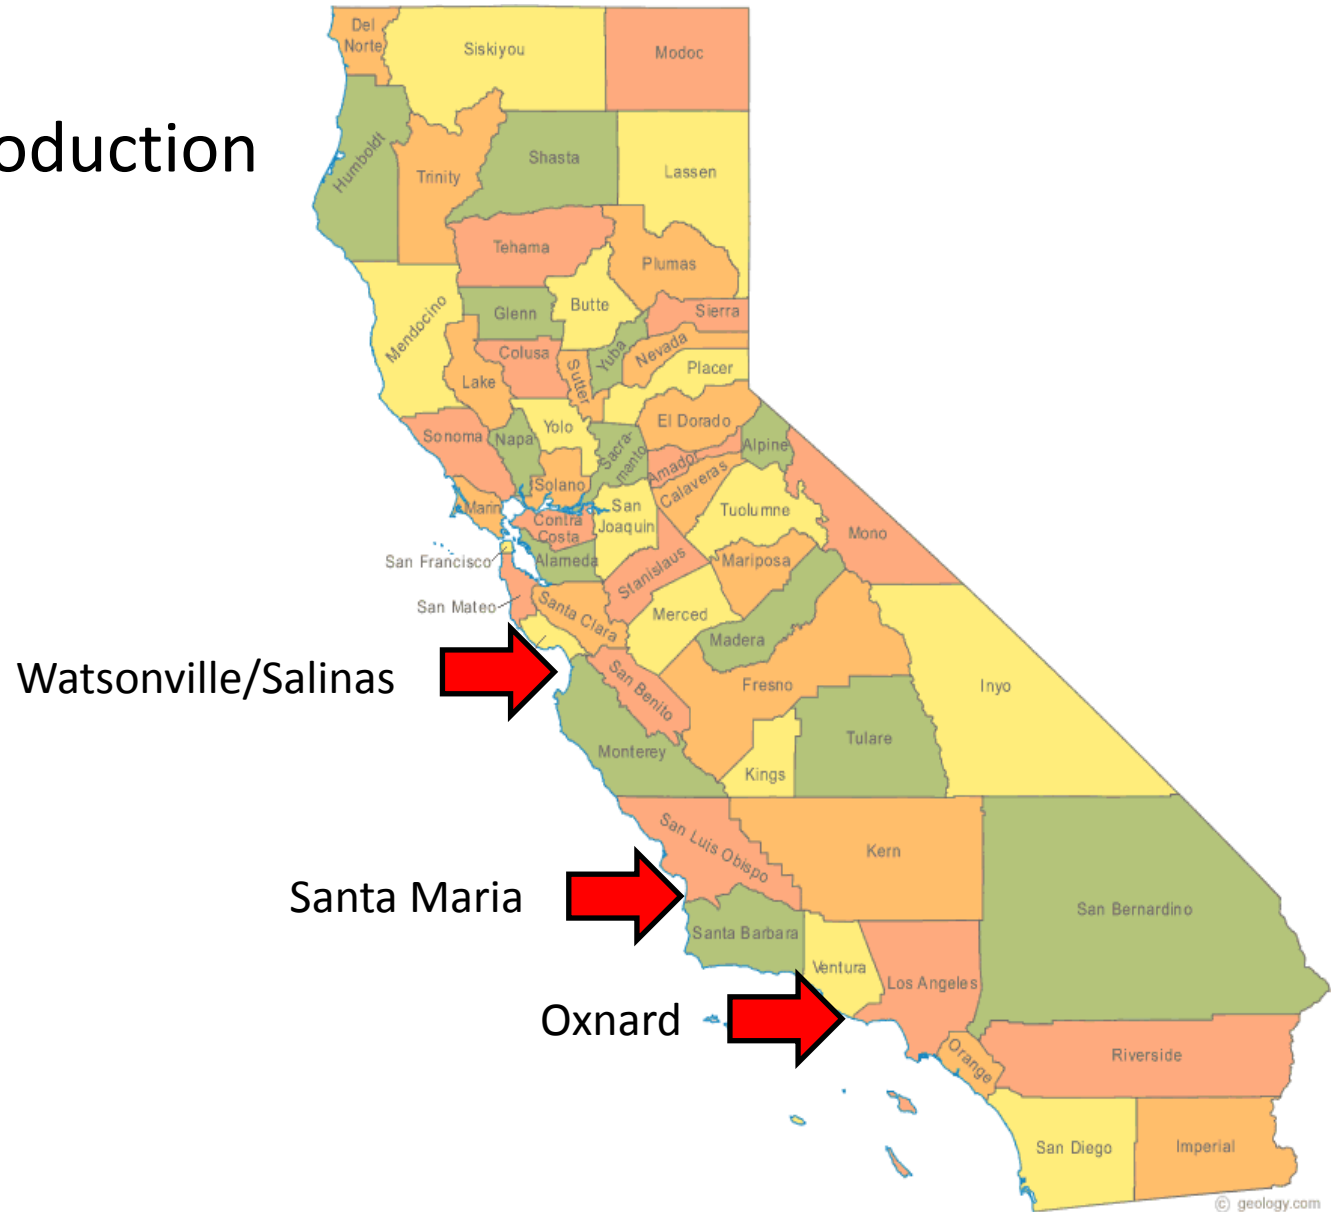 Del
Norte
Siskiyou
Modoc
oduction
Humboldt
Trinity
Shasta
Lassen
Tehama
Plumas
Mendocino
Glenn
Butte
Sierra
Colusa
Yuba
Nevada
Lake
Sutter
Placer
Sonoma
Napa
Yolo
Sacra-
mento
El Dorado
Alpine
Amador
Solano
Calaveras
Marin
San
Joaquin
Tuolumne
Contra
Costa
Mono
San Francisco
Alameda
Stanislaus
Mariposa
San Mateo
Santa Clara
Merced
Madera
Watsonville/Salinas
San Benito
Fresno
Inyo
Monterey
Kings
Tulare
San Luis Obispo
Kern
Santa Maria
Santa Barbara
San Bernardino
Ventura
Los Angeles
Oxnard
Orange
Riverside
San Diego
Imperial
© geology.com